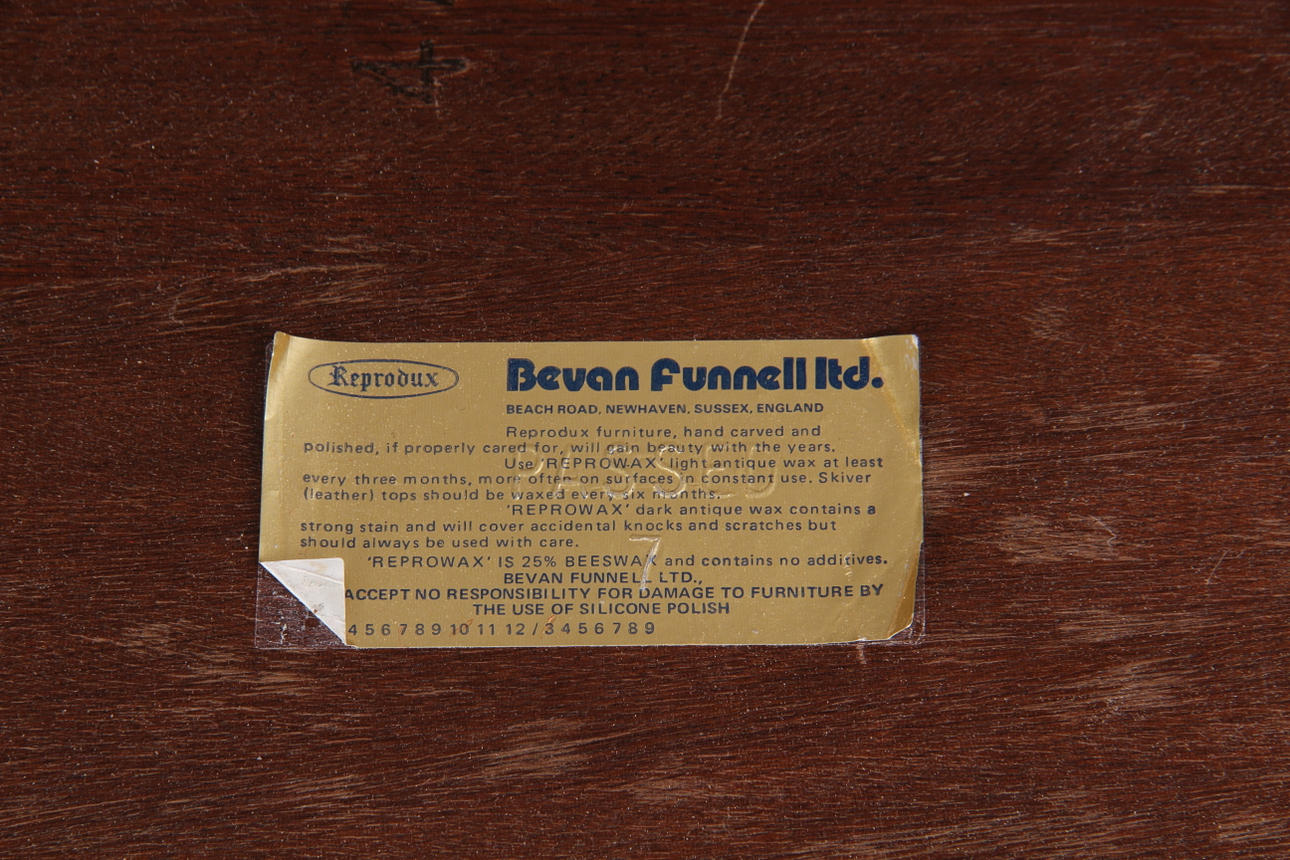 4
Reprodux
Bevan Funnell ltd.
BEACH ROAD, NEWHAVEN, SUSSEX, ENGLAND
Reprodux furniture, hand carved and
polished, if properly cared for, will gain beauty with the years.
Use 'REPROWAX' light antique wax at least
every three months, more often on surfaces in constant use. Skiver
(leather) tops should be waxed every six months.
'REPROWAX' dark antique wax contains a
strong stain and will cover accidental knocks and scratches but
should always be used with care.
'REPROWAX' IS 25% BEESWAX and contains no additives.
BEVAN FUNNELL LTD.,
ACCEPT NO RESPONSIBILITY FOR DAMAGE TO FURNITURE BY
THE USE OF SILICONE POLISH
4 5 6 7 8 9 10 11 12 / 3 4 5 6 7 8 9
PASSED
7